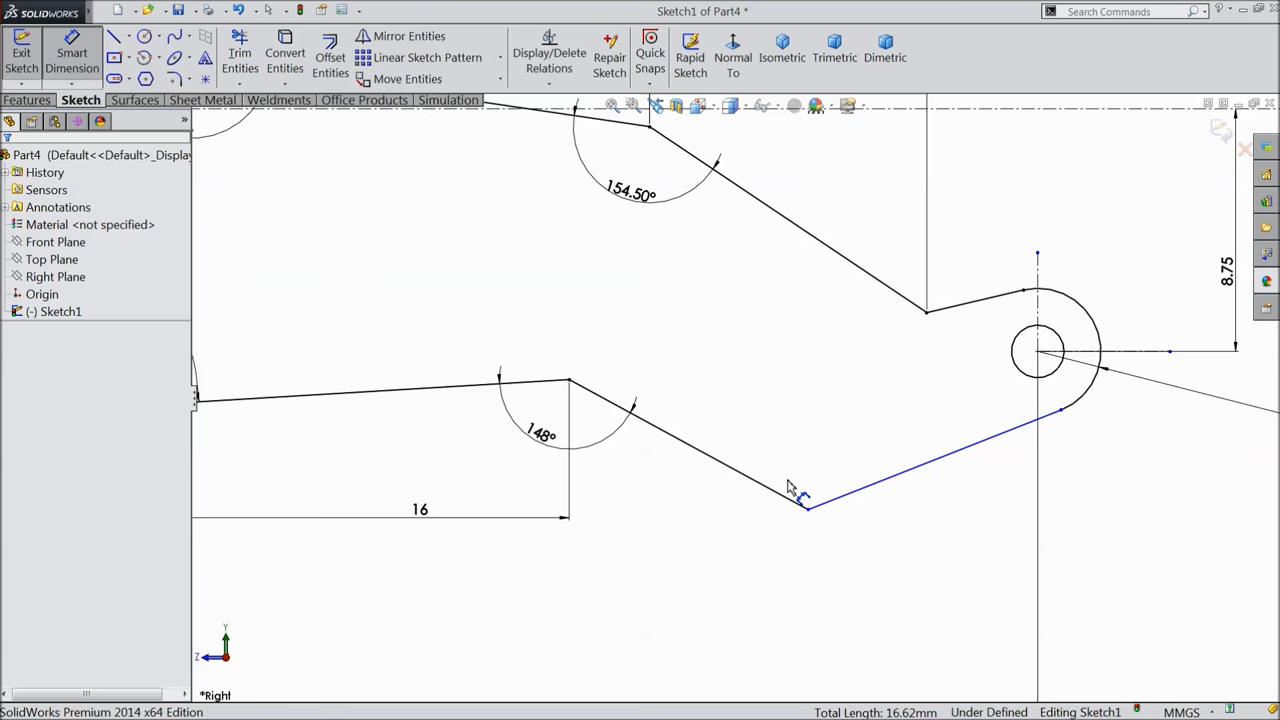 SOLIDWORKS
Sketch1 of Part4 *
Search Commands
Exit Sketch
Smart Dimension
Trim Entities
Convert Entities
Offset Entities
Mirror Entities
Linear Sketch Pattern
Move Entities
Display/Delete Relations
Repair Sketch
Quick Snaps
Rapid Sketch
Normal To
Isometric
Trimetric
Dimetric
Features
Sketch
Surfaces
Sheet Metal
Weldments
Office Products
Simulation
Part4 (Default<<Default>_Display
History
Sensors
Annotations
Material <not specified>
Front Plane
Top Plane
Right Plane
Origin
(-) Sketch1
154.50°
8.75
148°
16
Y
Z
*Right
SolidWorks Premium 2014 x64 Edition
Total Length: 16.62mm
Under Defined
Editing Sketch1
MMGS